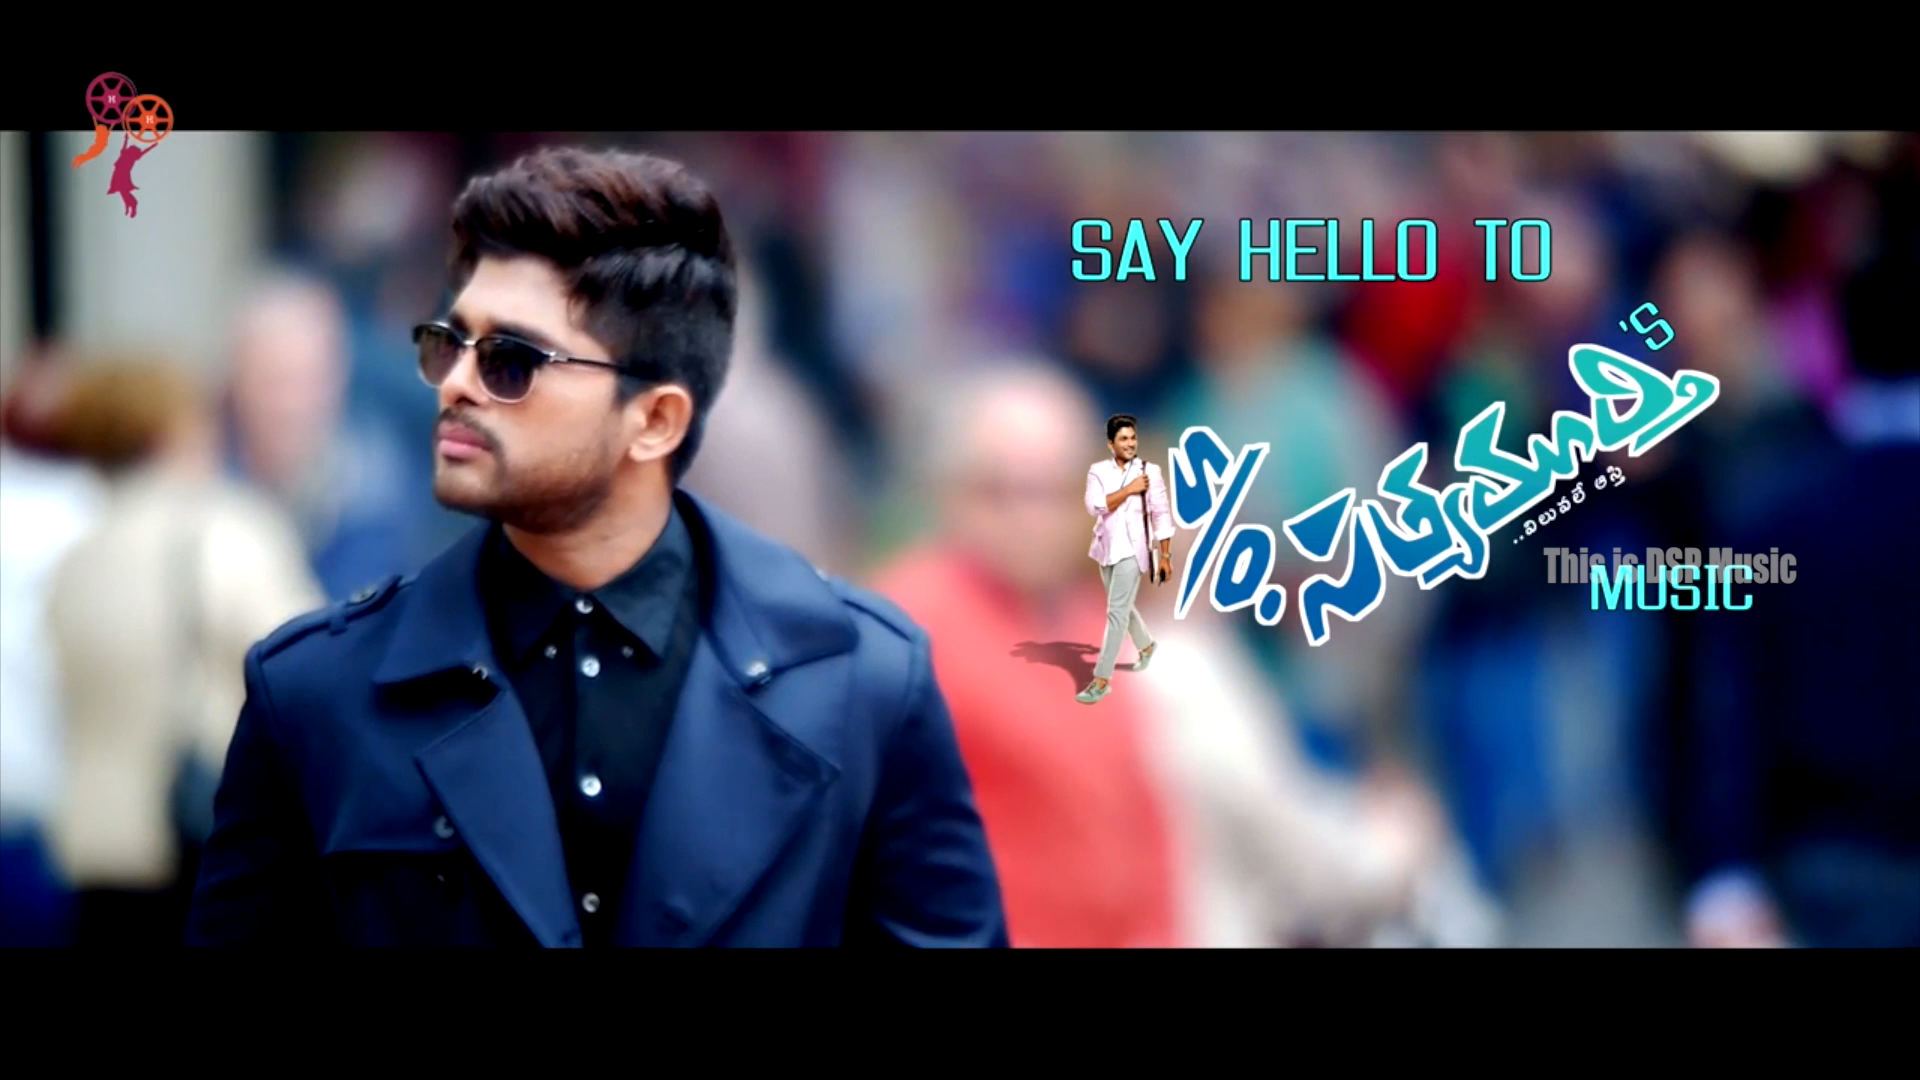 SAY HELLO TO
S/o. సత్యమూర్తి 'S
..విలువలే ఆస్తి
This is DSP Music
MUSIC
H
H